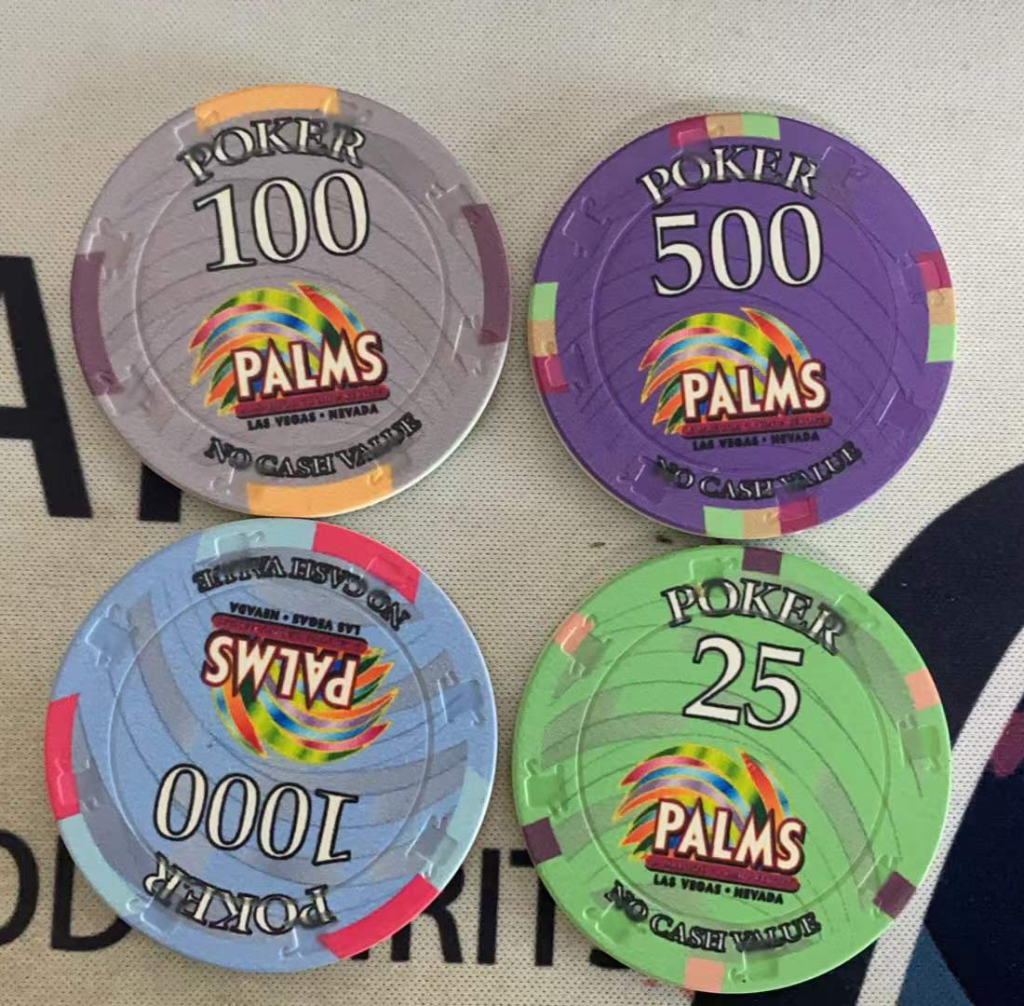 POKER
100
PALMS
LAS VEGAS • NEVADA
NO CASH VALUE
POKER
500
PALMS
LAS VEGAS • NEVADA
NO CASH VALUE
POKER
1000
PALMS
LAS VEGAS • NEVADA
NO CASH VALUE
POKER
25
PALMS
LAS VEGAS • NEVADA
NO CASH VALUE